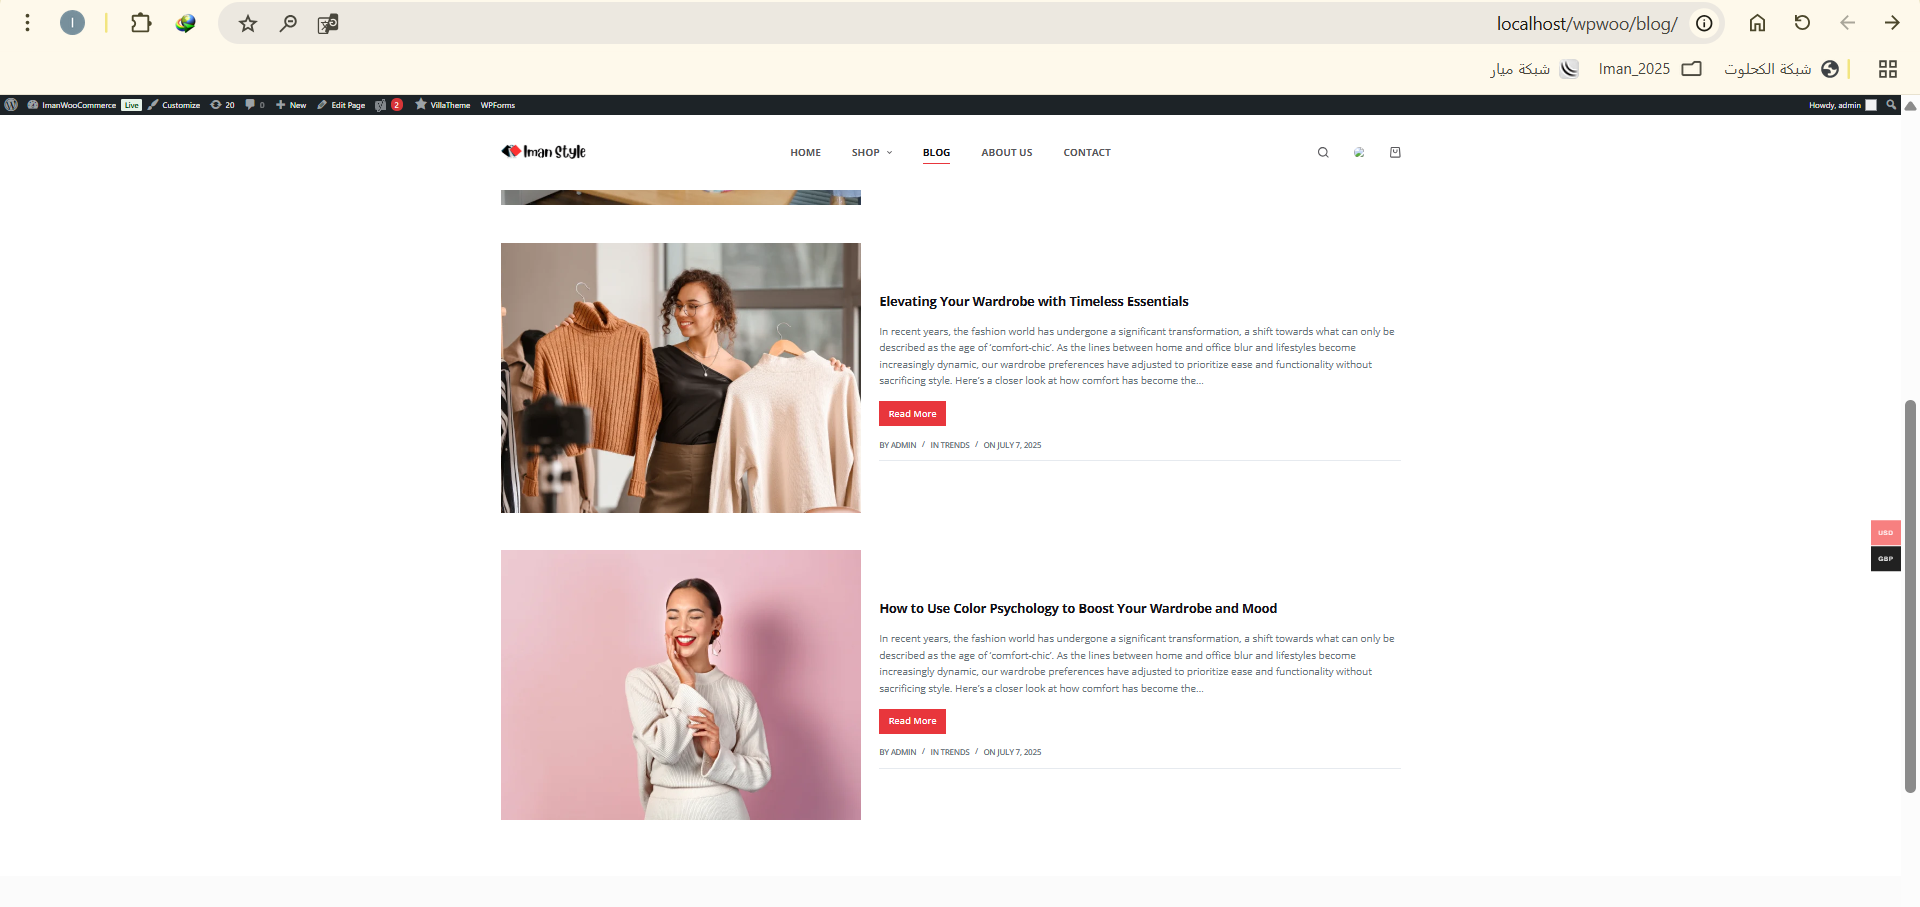 localhost/wpwoo/blog/
شبكة ميار
Iman_2025
شبكة الكحلوت
ImanWooCommerce Live Customize 20 0 New Edit Page 2 VillaTheme WPForms
Howdy, admin
Iman Style
HOME SHOP BLOG ABOUT US CONTACT
Elevating Your Wardrobe with Timeless Essentials
In recent years, the fashion world has undergone a significant transformation, a shift towards what can only be
described as the age of ‘comfort-chic’. As the lines between home and office blur and lifestyles become
increasingly dynamic, our wardrobe preferences have adjusted to prioritize ease and functionality without
sacrificing style. Here’s a closer look at how comfort has become the…
Read More
BY ADMIN / IN TRENDS / ON JULY 7, 2025
USD
GBP
How to Use Color Psychology to Boost Your Wardrobe and Mood
In recent years, the fashion world has undergone a significant transformation, a shift towards what can only be
described as the age of ‘comfort-chic’. As the lines between home and office blur and lifestyles become
increasingly dynamic, our wardrobe preferences have adjusted to prioritize ease and functionality without
sacrificing style. Here’s a closer look at how comfort has become the…
Read More
BY ADMIN / IN TRENDS / ON JULY 7, 2025